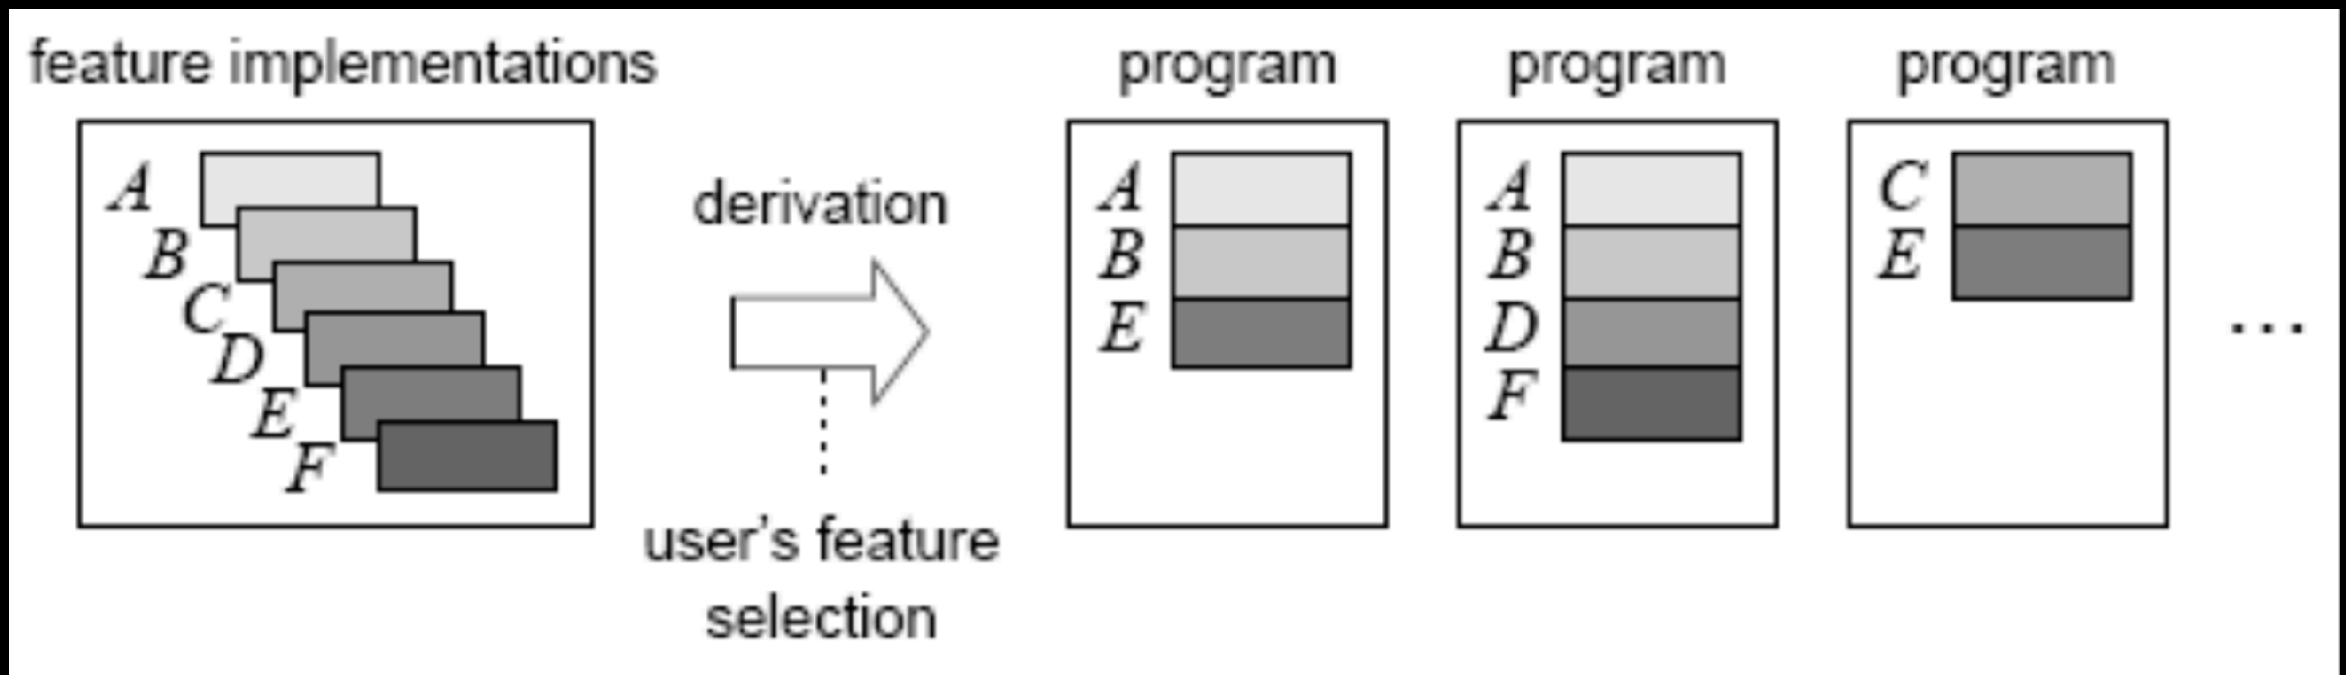 feature implementations
A
B
C
D
E
F
derivation
user's feature
selection
program
A
B
E
program
A
B
D
F
program
C
E
...